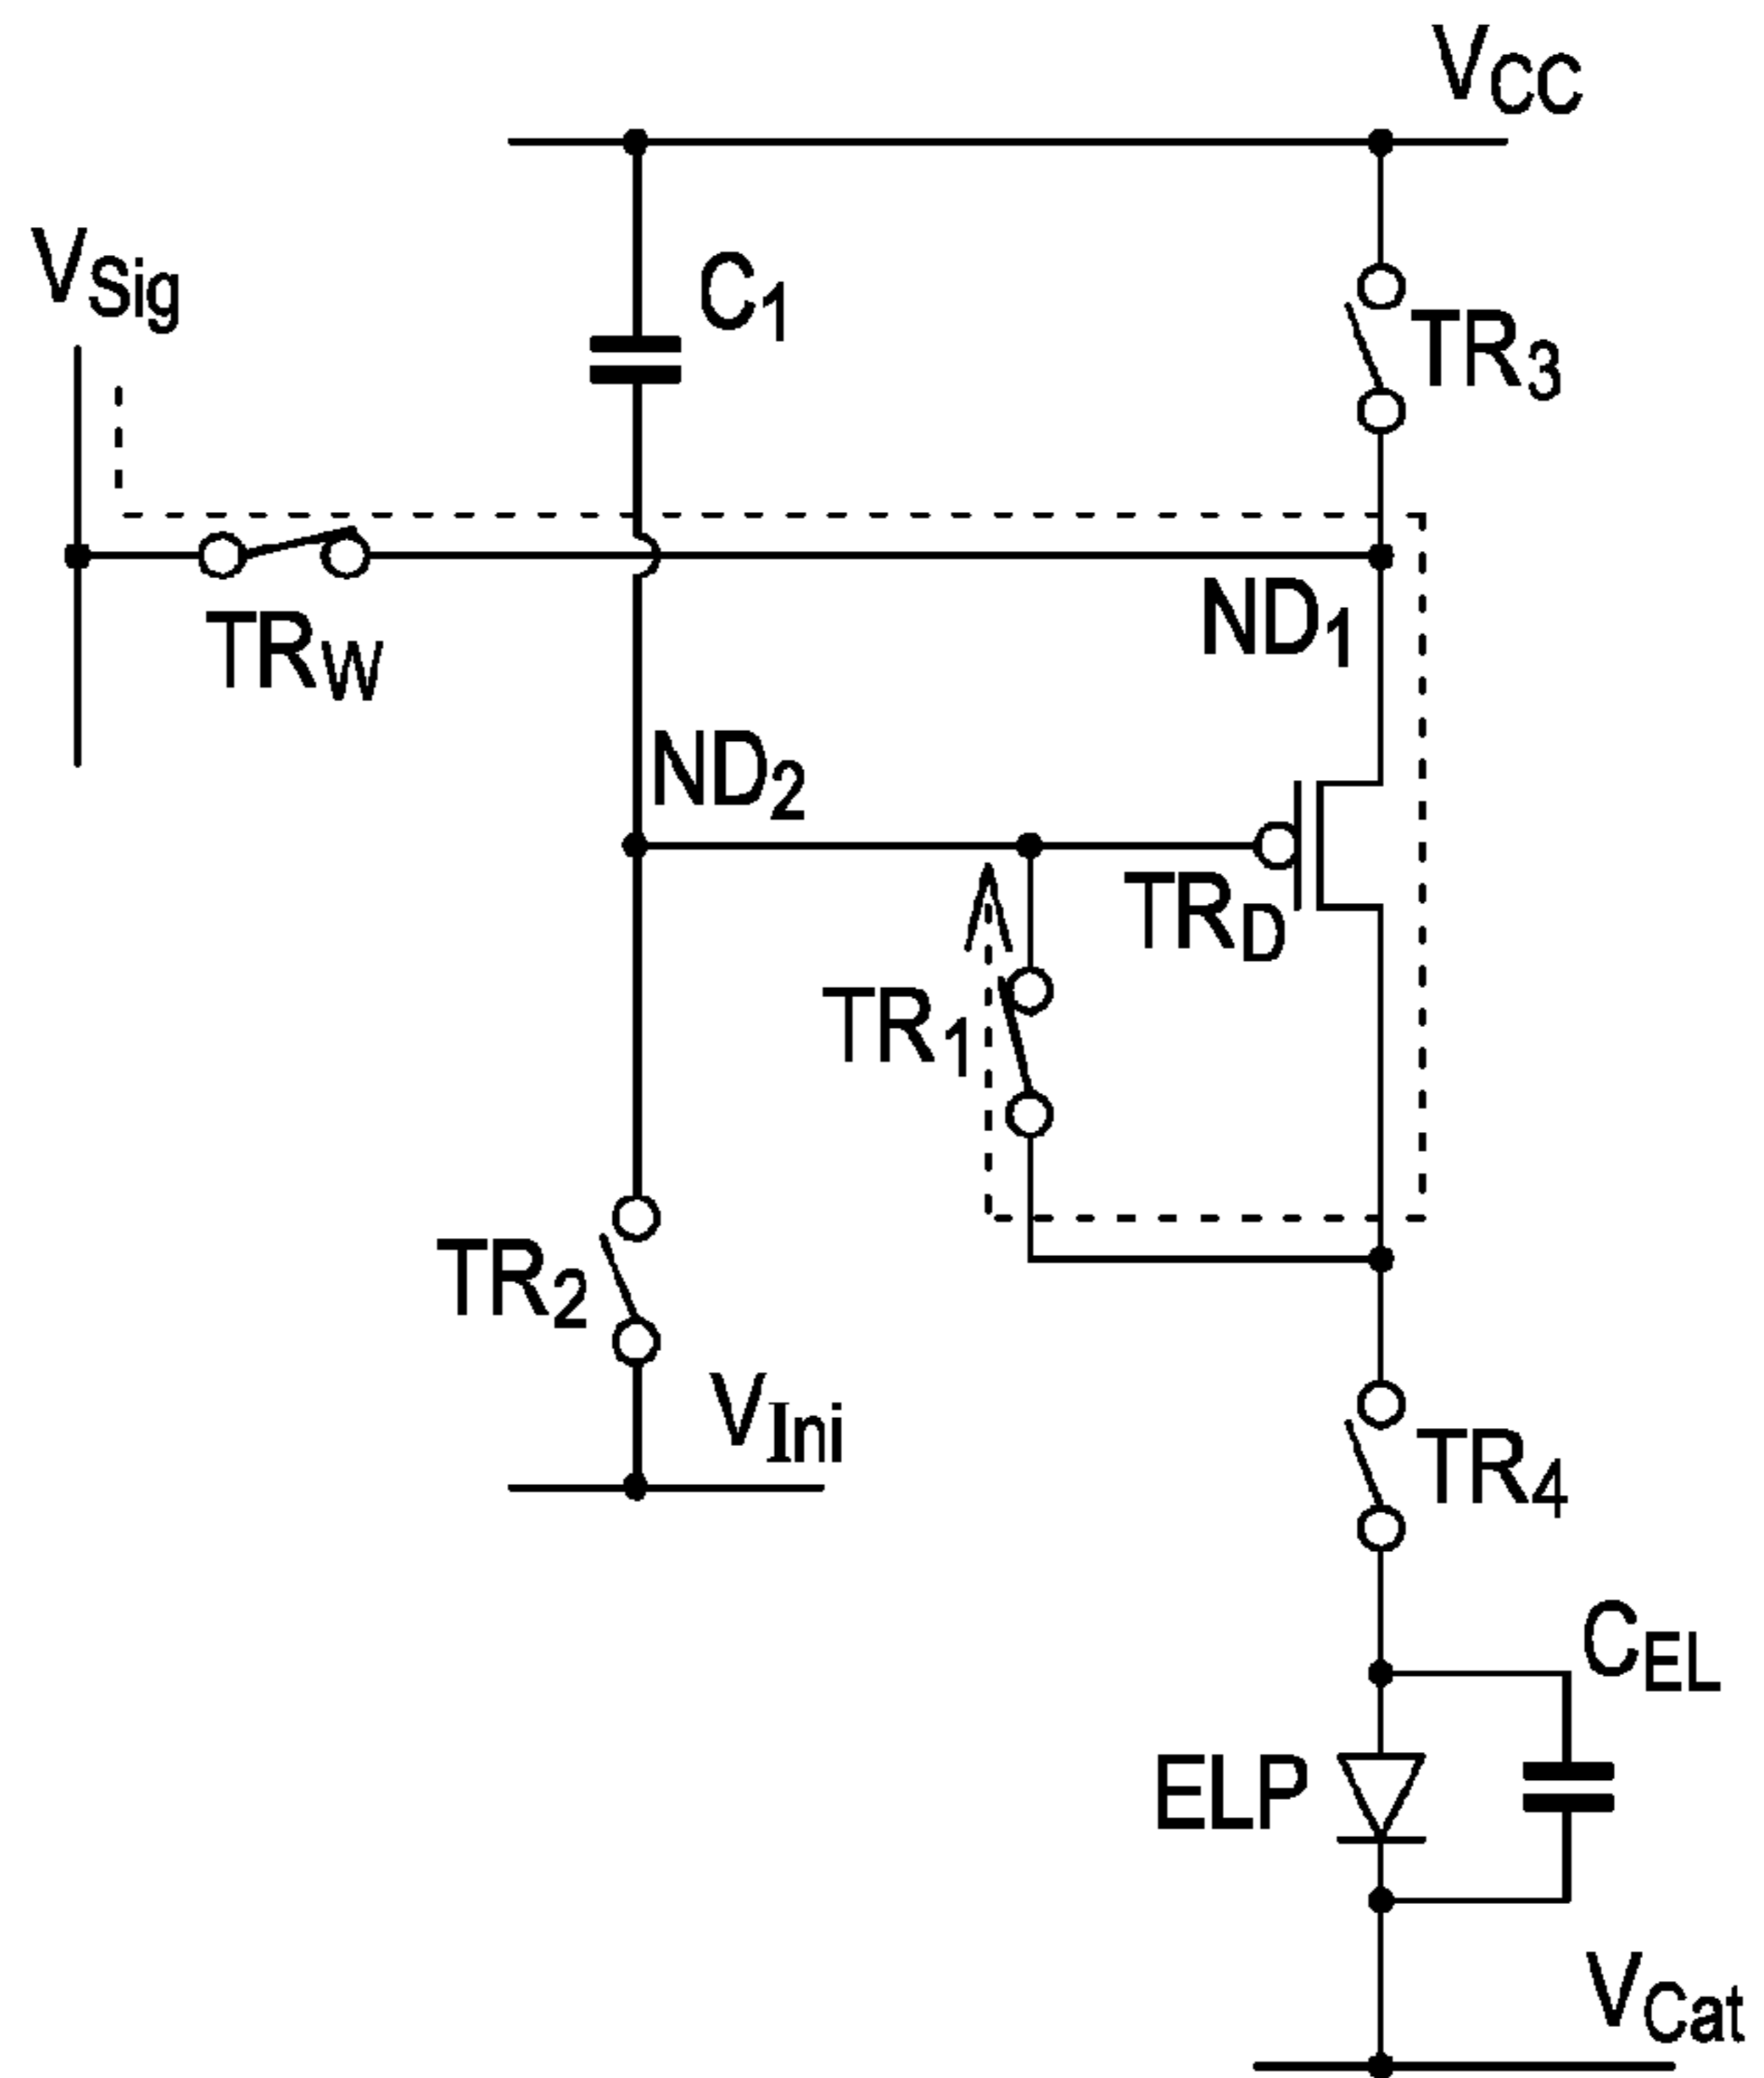 VCC
VSig
C1
TR3
TRW
ND1
ND2
TRD
TR1
TR2
VIni
TR4
CEL
ELP
VCat